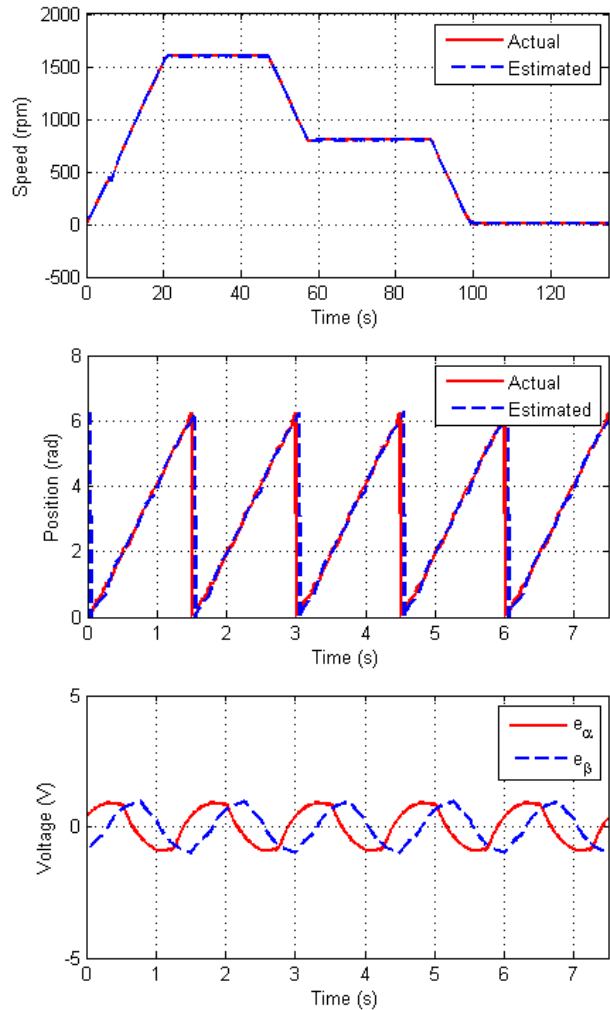 2000
1500
1000
500
0
-500
Speed (rpm)
Actual
Estimated
0 20 40 60 80 100 120
Time (s)
8
6
4
2
0
Position (rad)
Actual
Estimated
0 1 2 3 4 5 6 7
Time (s)
5
0
-5
Voltage (V)
e_α
e_β
0 1 2 3 4 5 6 7
Time (s)